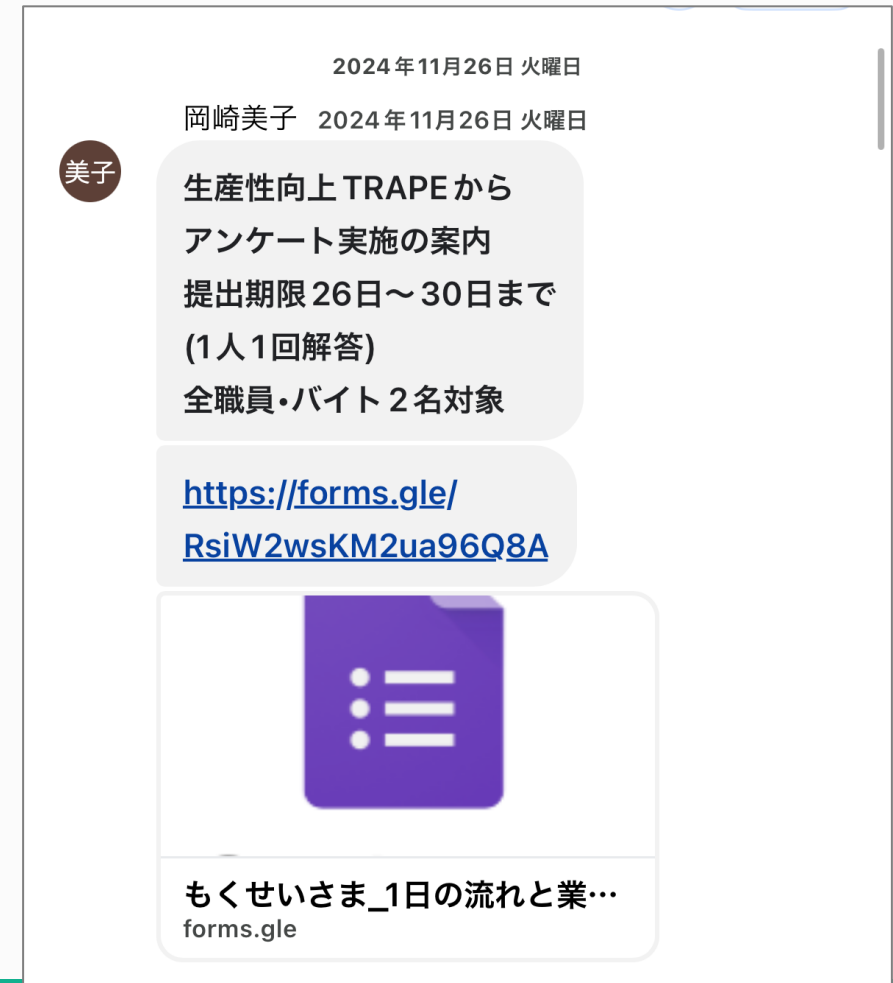 2024年11月26日 火曜日
岡崎美子 2024年11月26日 火曜日
美子
生産性向上TRAPEから
アンケート実施の案内
提出期限26日〜30日まで
(1人1回解答)
全職員•バイト2名対象
https://forms.gle/
RsiW2wsKM2ua96Q8A
もくせいさま_1日の流れと業…
forms.gle